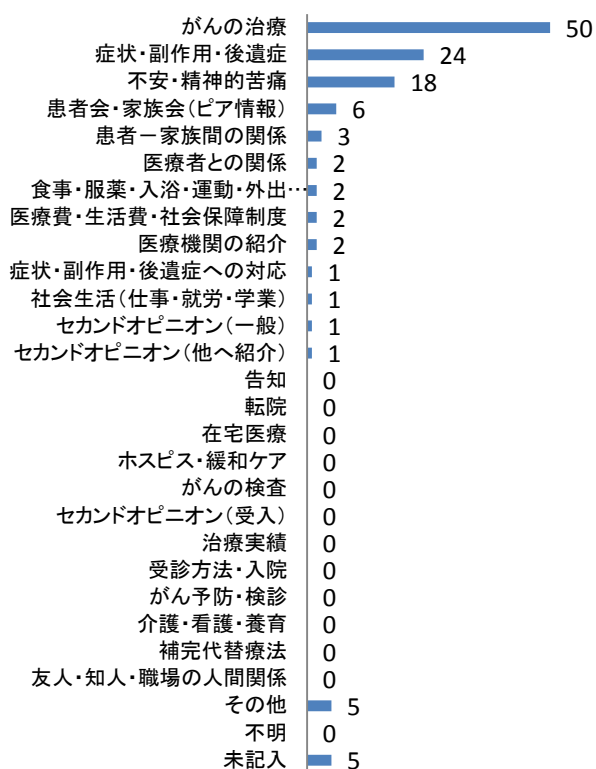 がんの治療 50
症状・副作用・後遺症 24
不安・精神的苦痛 18
患者会・家族会(ピア情報) 6
患者－家族間の関係 3
医療者との関係 2
食事・服薬・入浴・運動・外出… 2
医療費・生活費・社会保障制度 2
医療機関の紹介 2
症状・副作用・後遺症への対応 1
社会生活(仕事・就労・学業) 1
セカンドオピニオン(一般) 1
セカンドオピニオン(他へ紹介) 1
告知 0
転院 0
在宅医療 0
ホスピス・緩和ケア 0
がんの検査 0
セカンドオピニオン(受入) 0
治療実績 0
受診方法・入院 0
がん予防・検診 0
介護・看護・養育 0
補完代替療法 0
友人・知人・職場の人間関係 0
その他 5
不明 0
未記入 5